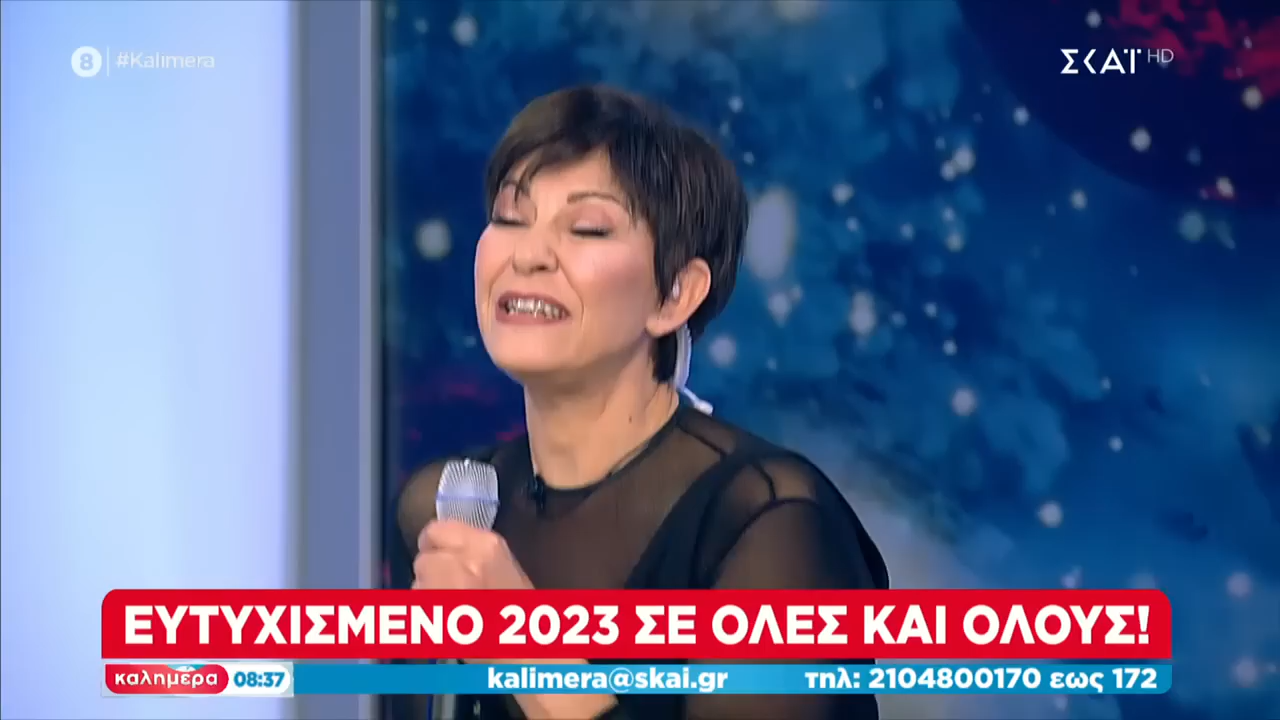 8 #Kalimera
ΣΚΑΪ HD
ΕΥΤΥΧΙΣΜΕΝΟ 2023 ΣΕ ΟΛΕΣ ΚΑΙ ΟΛΟΥΣ!
καλημέρα 08:37 kalimera@skai.gr τηλ: 2104800170 εως 172